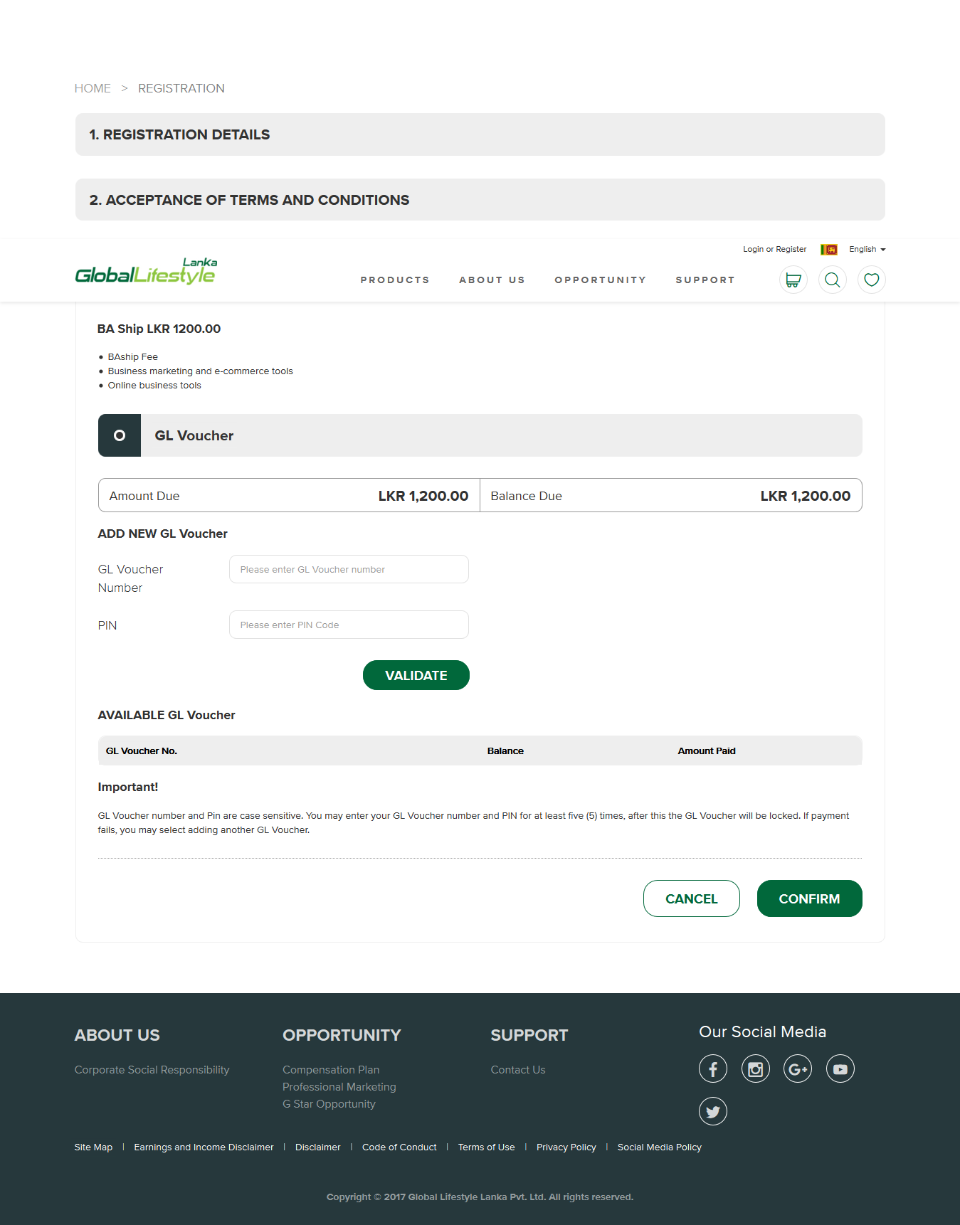 HOME > REGISTRATION
1. REGISTRATION DETAILS
2. ACCEPTANCE OF TERMS AND CONDITIONS
Login or Register English
GlobalLifestyle Lanka
PRODUCTS ABOUT US OPPORTUNITY SUPPORT
BA Ship LKR 1200.00
• BAship Fee
• Business marketing and e-commerce tools
• Online business tools
GL Voucher
Amount Due LKR 1,200.00 Balance Due LKR 1,200.00
ADD NEW GL Voucher
GL Voucher
Number
Please enter GL Voucher number
PIN Please enter PIN Code
VALIDATE
AVAILABLE GL Voucher
GL Voucher No. Balance Amount Paid
Important!
GL Voucher number and Pin are case sensitive. You may enter your GL Voucher number and PIN for at least five (5) times, after this the GL Voucher will be locked. If payment
fails, you may select adding another GL Voucher.
CANCEL CONFIRM
ABOUT US OPPORTUNITY SUPPORT Our Social Media
Corporate Social Responsibility Compensation Plan Contact Us
Professional Marketing
G Star Opportunity
Site Map | Earnings and Income Disclaimer | Disclaimer | Code of Conduct | Terms of Use | Privacy Policy | Social Media Policy
Copyright © 2017 Global Lifestyle Lanka Pvt. Ltd. All rights reserved.